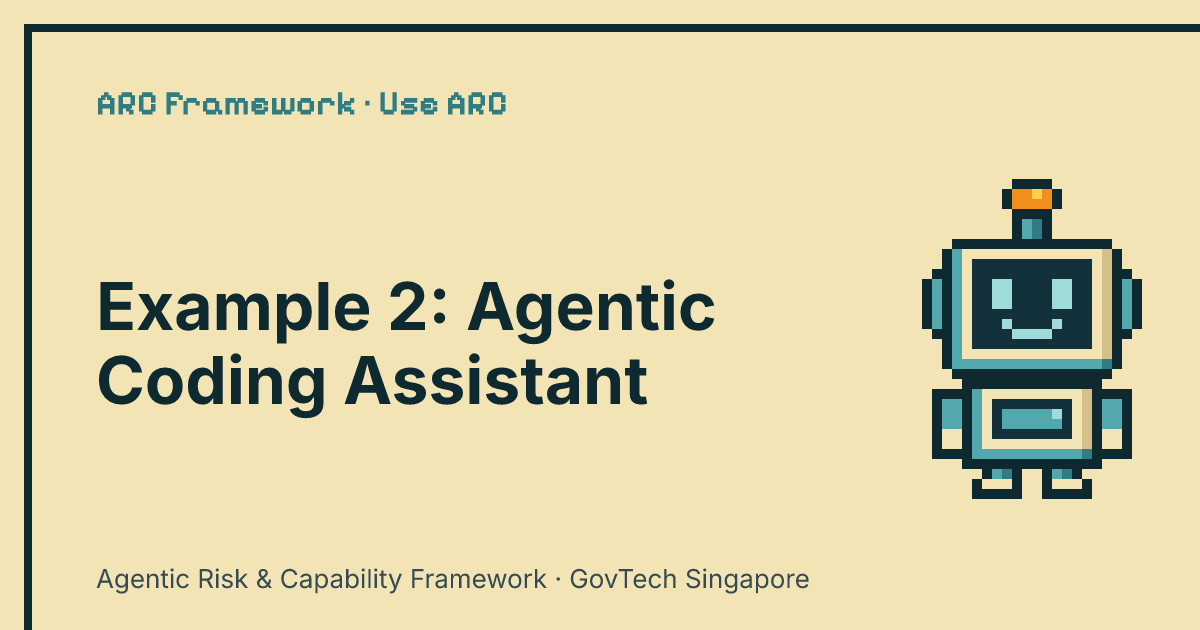 ARC Framework · Use ARC
Example 2: Agentic
Coding Assistant
Agentic Risk & Capability Framework · GovTech Singapore